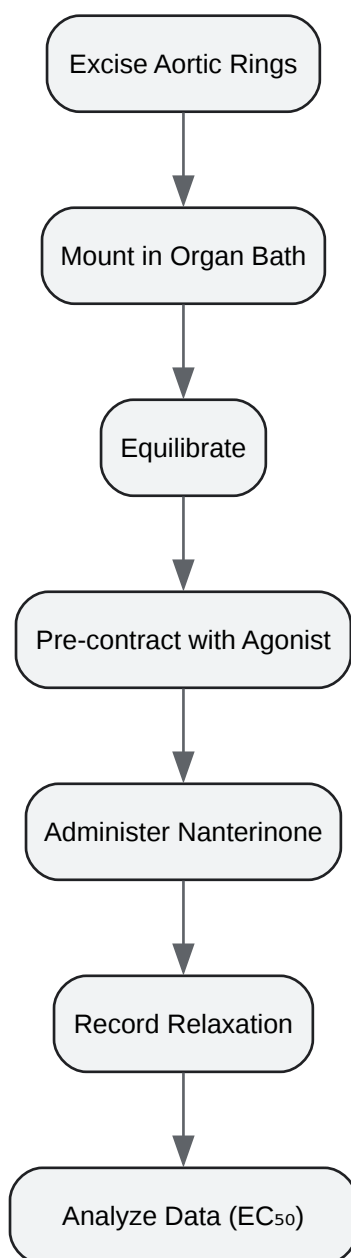 Excise Aortic Rings
Mount in Organ Bath
Equilibrate
Pre-contract with Agonist
Administer Nanterinone
Record Relaxation
Analyze Data (EC₅₀)